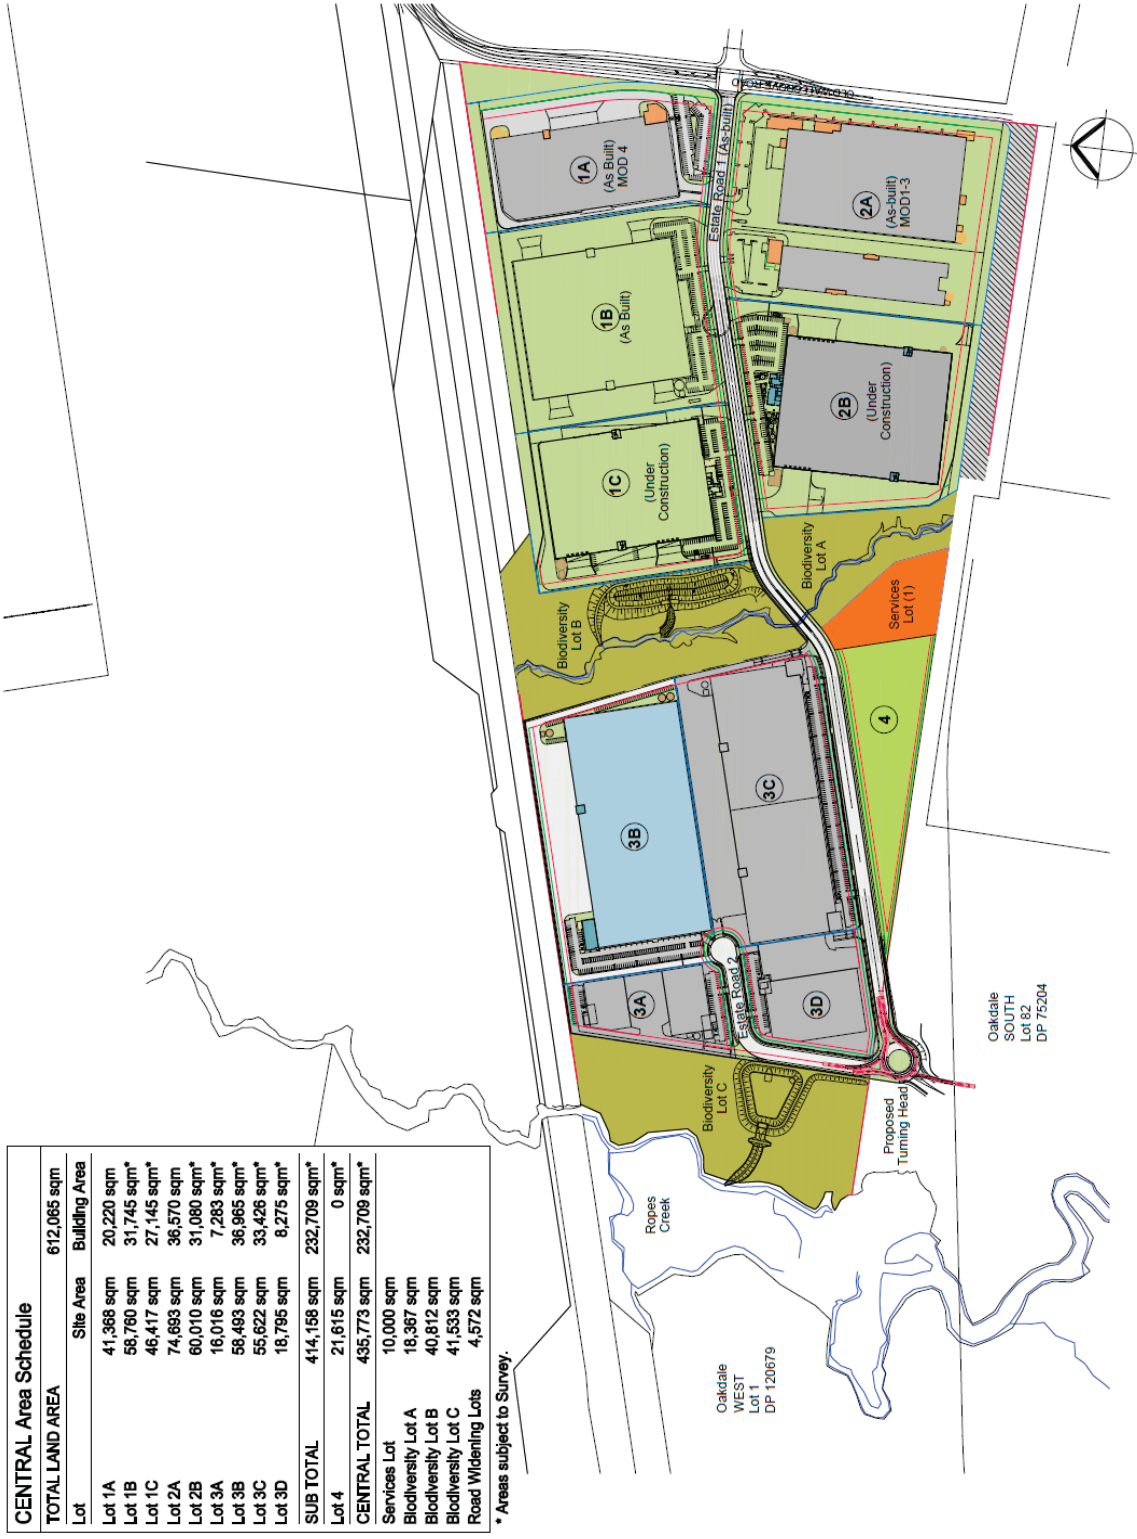 CENTRAL Area Schedule
TOTAL LAND AREA 612,065 sqm
Lot Site Area Building Area
Lot 1A 41,368 sqm 20,220 sqm
Lot 1B 58,760 sqm 31,745 sqm*
Lot 1C 46,417 sqm 27,145 sqm*
Lot 2A 74,693 sqm 36,570 sqm
Lot 2B 60,010 sqm 31,080 sqm*
Lot 3A 16,016 sqm 7,283 sqm*
Lot 3B 58,493 sqm 36,965 sqm*
Lot 3C 55,622 sqm 33,426 sqm*
Lot 3D 18,795 sqm 8,275 sqm*
SUB TOTAL 414,158 sqm 232,709 sqm*
Lot 4 21,615 sqm 0 sqm*
CENTRAL TOTAL 435,773 sqm 232,709 sqm*
Services Lot 10,000 sqm
Biodiversity Lot A 18,367 sqm
Biodiversity Lot B 40,812 sqm
Biodiversity Lot C 41,533 sqm
Road Widening Lots 4,572 sqm
* Areas subject to Survey.
1A
(As Built)
MOD 4
1B
(As Built)
1C
(Under
Construction)
Estate Road 1 (As-built)
OLD WALLGROVE ROAD
2A
(As-built)
MOD1-3
2B
(Under
Construction)
Biodiversity
Lot A
Biodiversity
Lot B
Services
Lot (1)
4
3B
3C
3A
3D
Estate Road 2
Biodiversity
Lot C
Proposed
Turning Head
Ropes
Creek
Oakdale
SOUTH
Lot 82
DP 75204
Oakdale
WEST
Lot 1
DP 120679